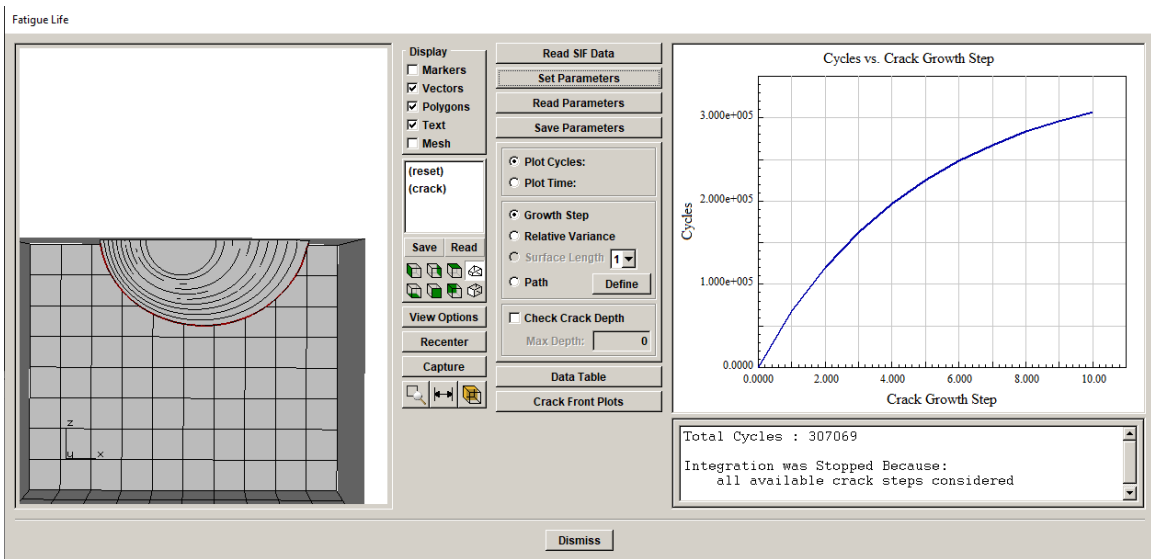 Fatigue Life
z
y
x
Display
Markers
Vectors
Polygons
Text
Mesh
(reset)
(crack)
Save
Read
View Options
Recenter
Capture
Read SIF Data
Set Parameters
Read Parameters
Save Parameters
Plot Cycles:
Plot Time:
Growth Step
Relative Variance
Surface Length 1
Path
Define
Check Crack Depth
Max Depth: 0
Data Table
Crack Front Plots
Cycles vs. Crack Growth Step
3.000e+005
2.000e+005
1.000e+005
0.0000
Cycles
0.0000 2.000 4.000 6.000 8.000 10.00
Crack Growth Step
Total Cycles : 307069
Integration was Stopped Because:
all available crack steps considered
Dismiss